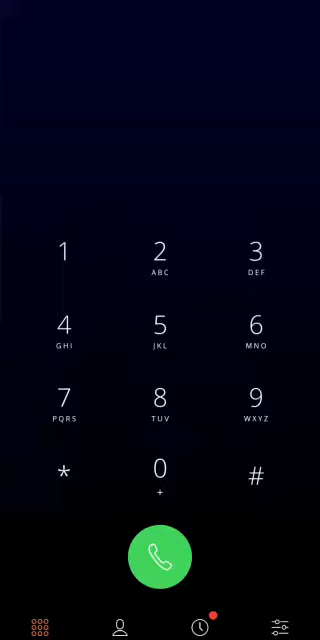 1 2 3
ABC DEF
4 5 6
GHI JKL MNO
7 8 9
PQRS TUV WXYZ
* 0 #
+